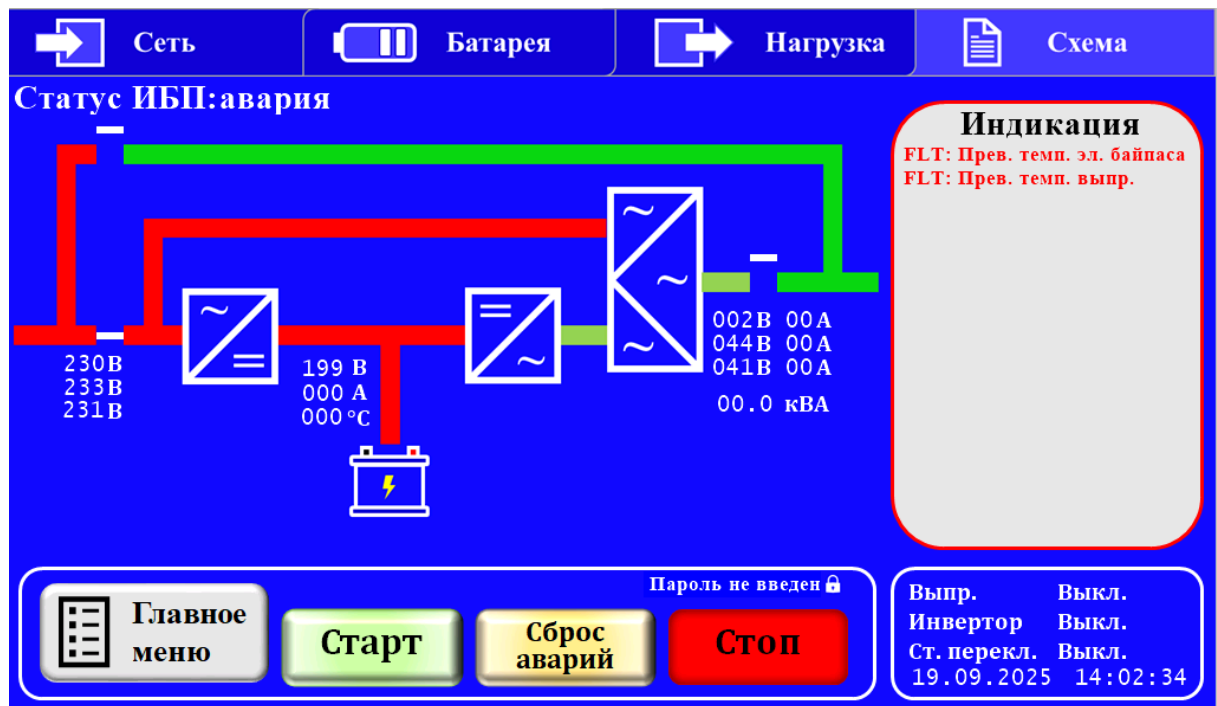 Сеть
Батарея
Нагрузка
Схема
Статус ИБП:авария
Индикация
FLT: Прев. темп. эл. байпаса
FLT: Прев. темп. выпр.
230В
233В
231В
199 В
000 А
000 °С
002В 00А
044В 00А
041В 00А
00.0 кВА
Пароль не введен
Главное
меню
Старт
Сброс
аварий
Стоп
Выпр. Выкл.
Инвертор Выкл.
Ст. перекл. Выкл.
19.09.2025 14:02:34